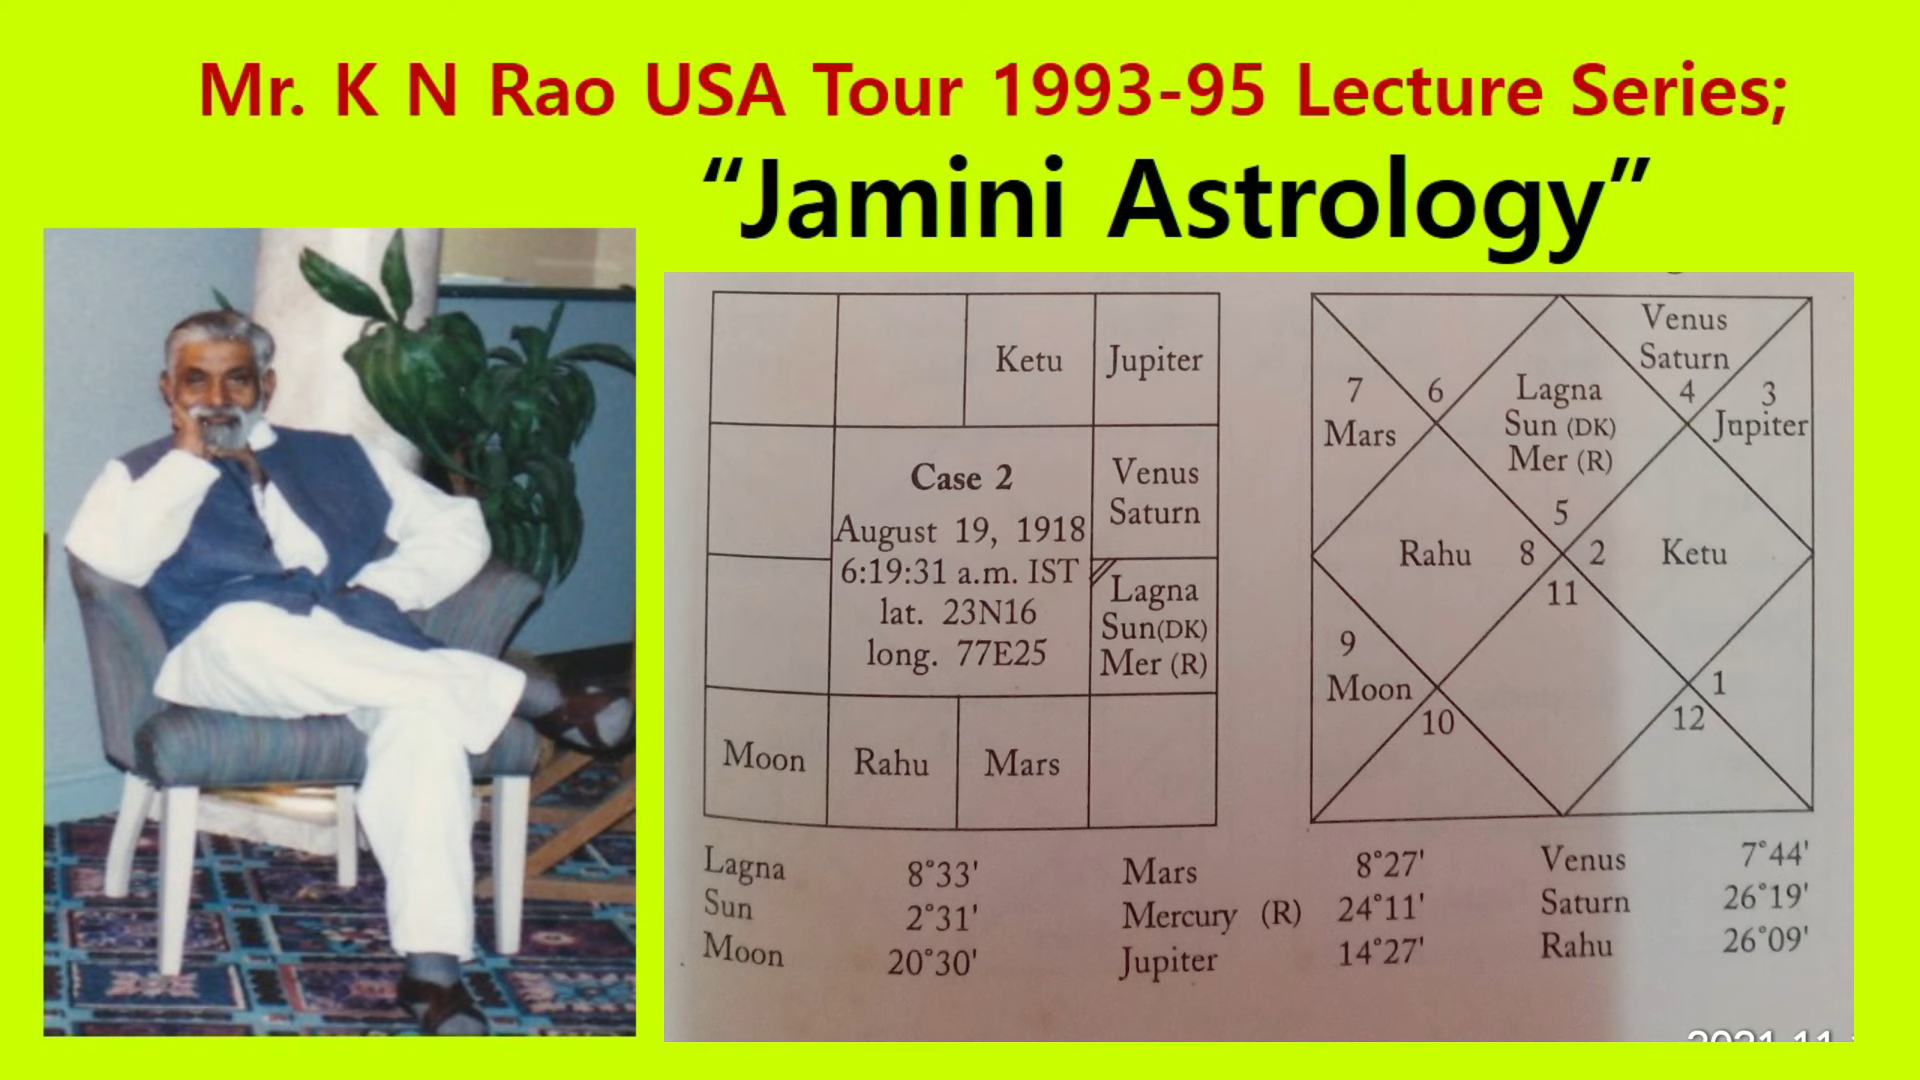 Mr. K N Rao USA Tour 1993-95 Lecture Series;
“Jamini Astrology”
Ketu
Jupiter
Case 2
August 19, 1918
6:19:31 a.m. IST
lat. 23N16
long. 77E25
Venus
Saturn
Lagna
Sun(DK)
Mer (R)
Moon
Rahu
Mars
Venus
Saturn
7
6
Lagna
4
3
Mars
Sun (DK)
Jupiter
Mer (R)
5
Rahu
8
2
Ketu
11
9
Moon
1
10
12
Lagna 8°33' Mars 8°27' Venus 7°44'
Sun 2°31' Mercury (R) 24°11' Saturn 26°19'
Moon 20°30' Jupiter 14°27' Rahu 26°09'